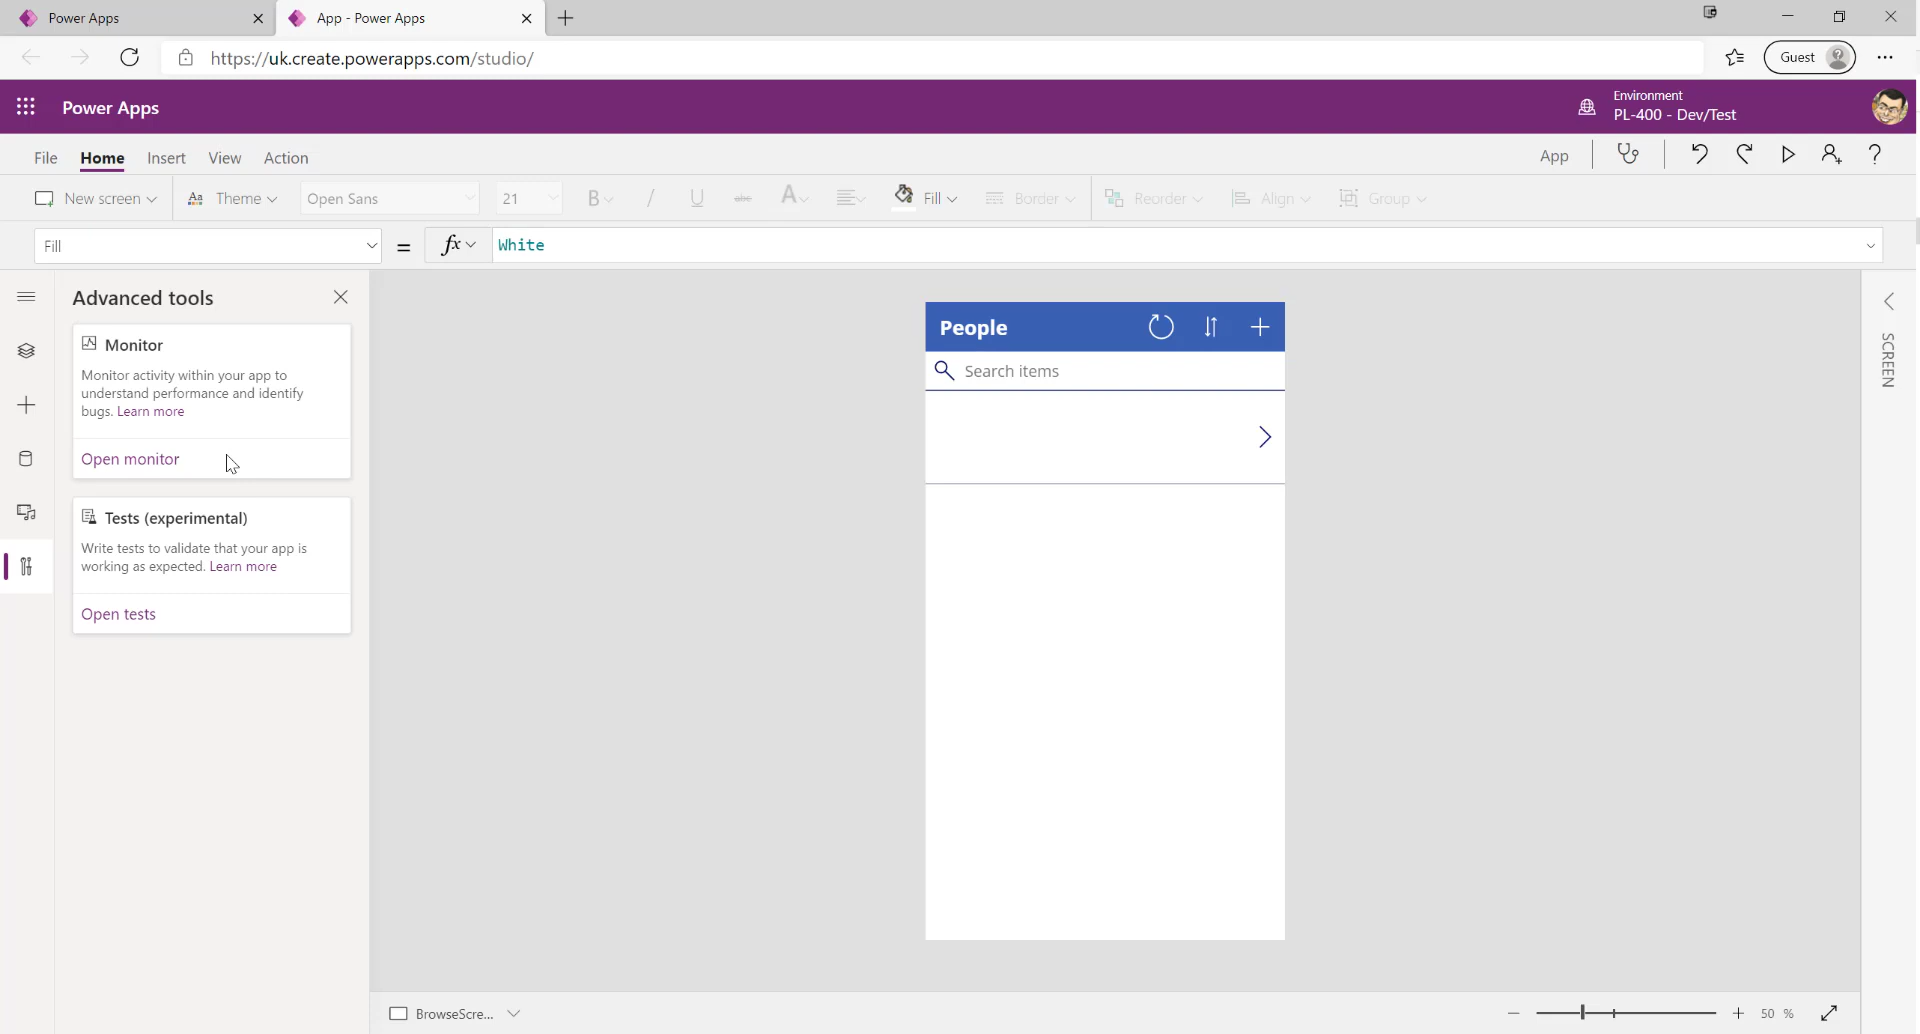 Power Apps
App - Power Apps
https://uk.create.powerapps.com/studio/
Guest
Power Apps
Environment
PL-400 - Dev/Test
File Home Insert View Action
App
New screen
Theme
Open Sans
21
B
I
U
abc
A
Fill
Border
Reorder
Align
Group
Fill
= fx White
Advanced tools
Monitor
Monitor activity within your app to
understand performance and identify
bugs. Learn more
Open monitor
Tests (experimental)
Write tests to validate that your app is
working as expected. Learn more
Open tests
People
Search items
SCREEN
BrowseScre...
50 %